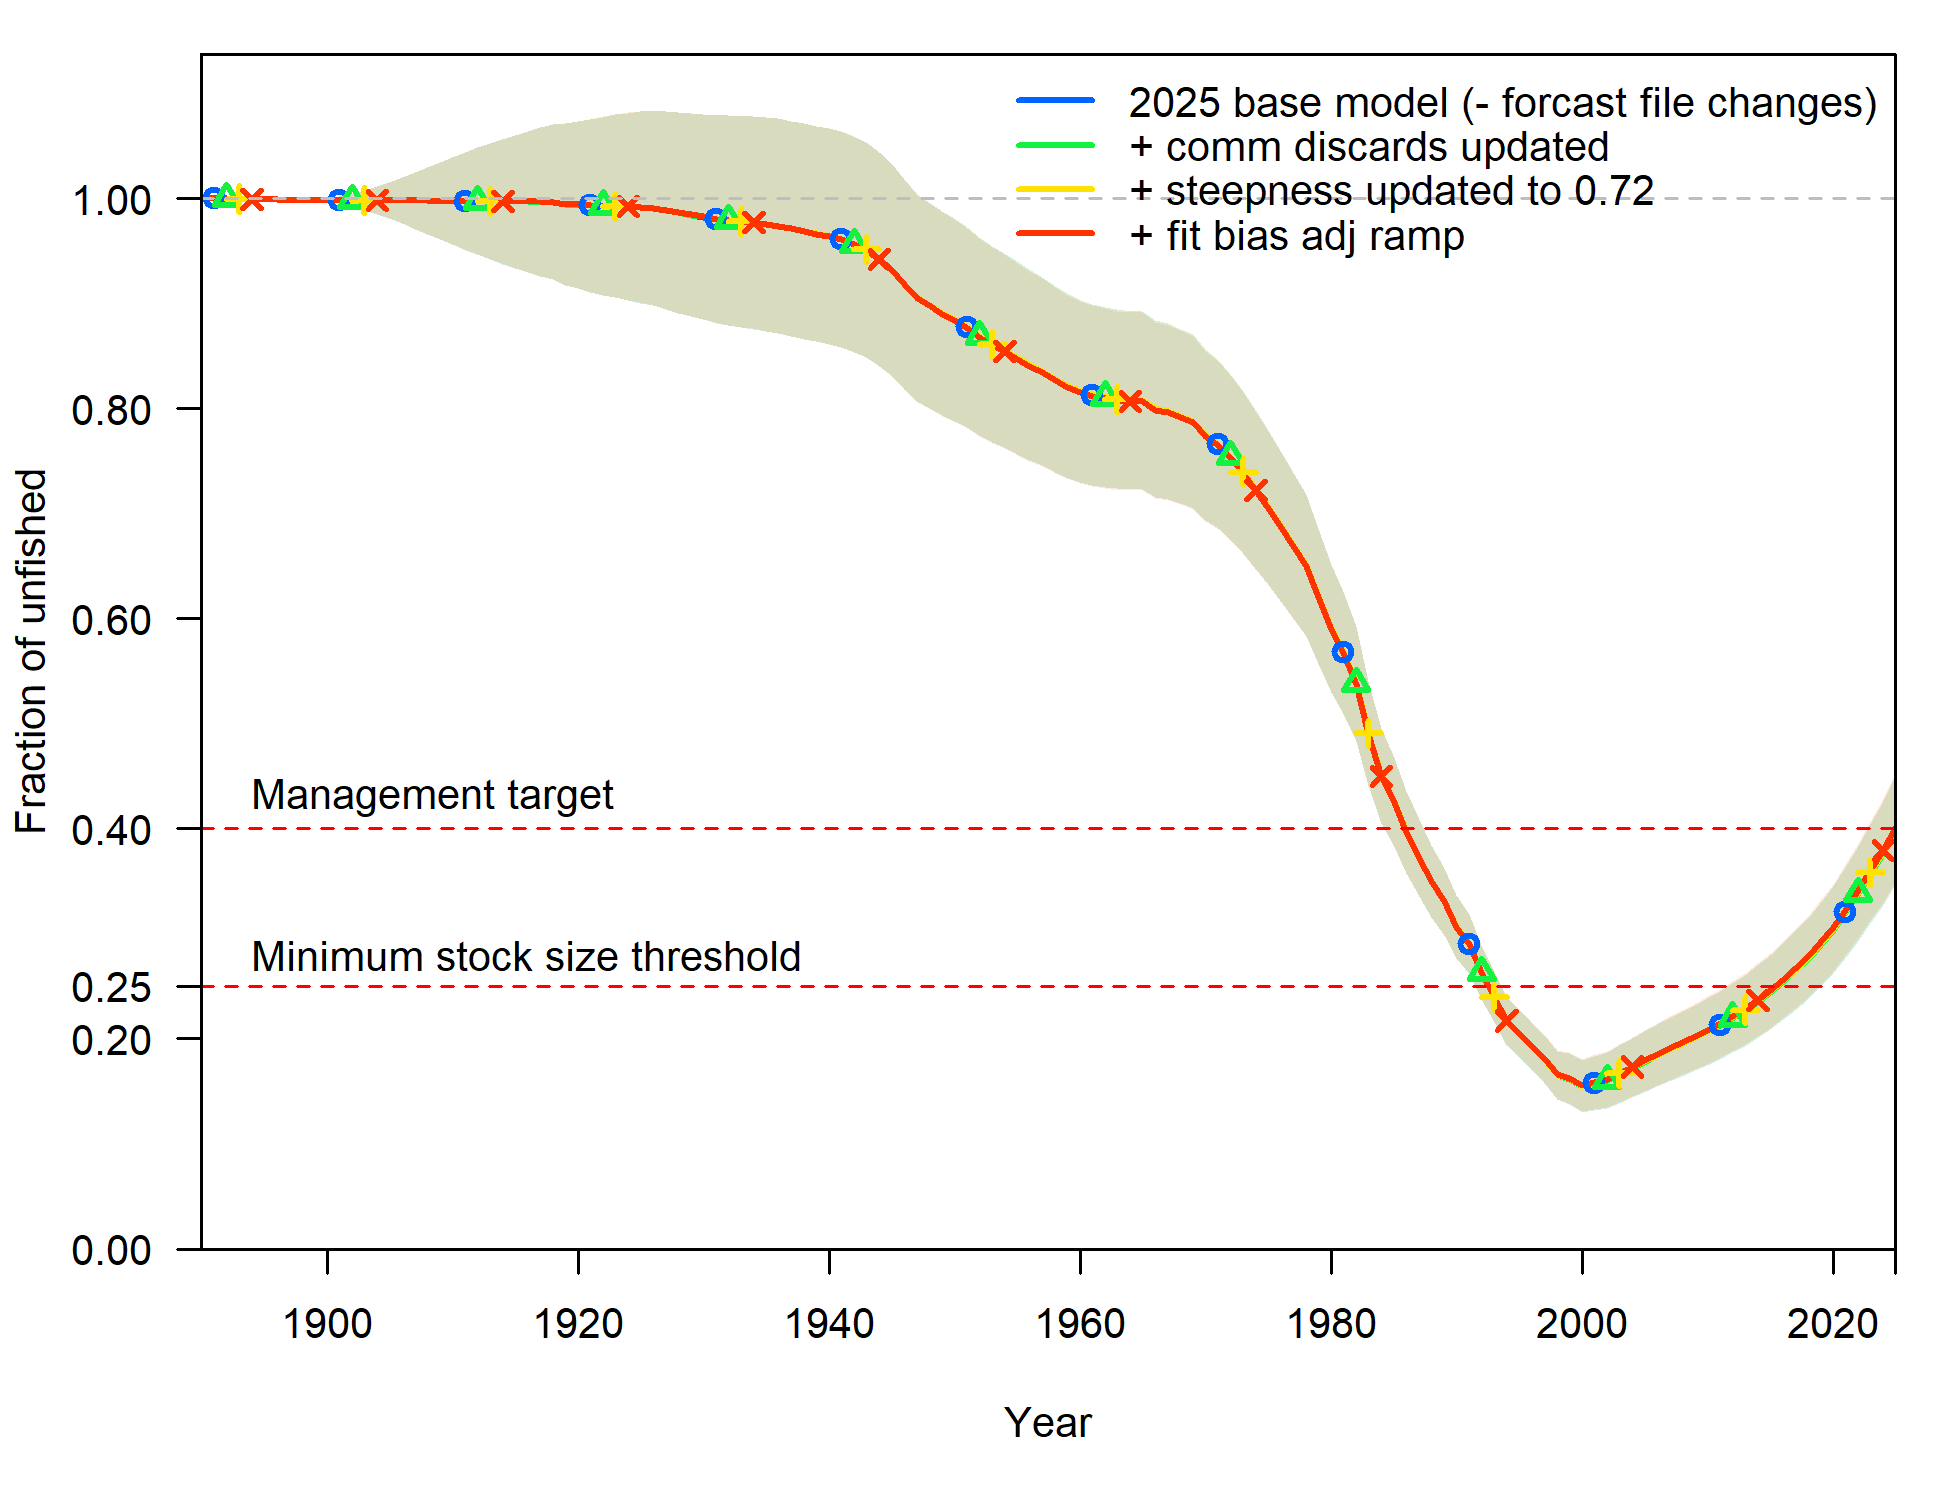 2025 base model (- forcast file changes)
+ comm discards updated
+ steepness updated to 0.72
+ fit bias adj ramp
Fraction of unfished
1.00
0.80
0.60
0.40
0.25
0.20
0.00
Management target
Minimum stock size threshold
1900 1920 1940 1960 1980 2000 2020
Year